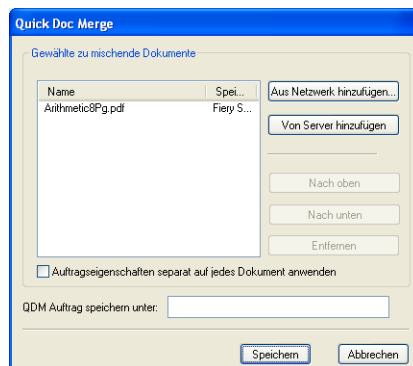 Quick Doc Merge
Gewählte zu mischende Dokumente
Name Spei...
Arithmetic8Pg.pdf Fiery S...
Aus Netzwerk hinzufügen...
Von Server hinzufügen
Nach oben
Nach unten
Entfernen
Auftragseigenschaften separat auf jedes Dokument anwenden
QDM Auftrag speichern unter:
Speichern Abbrechen